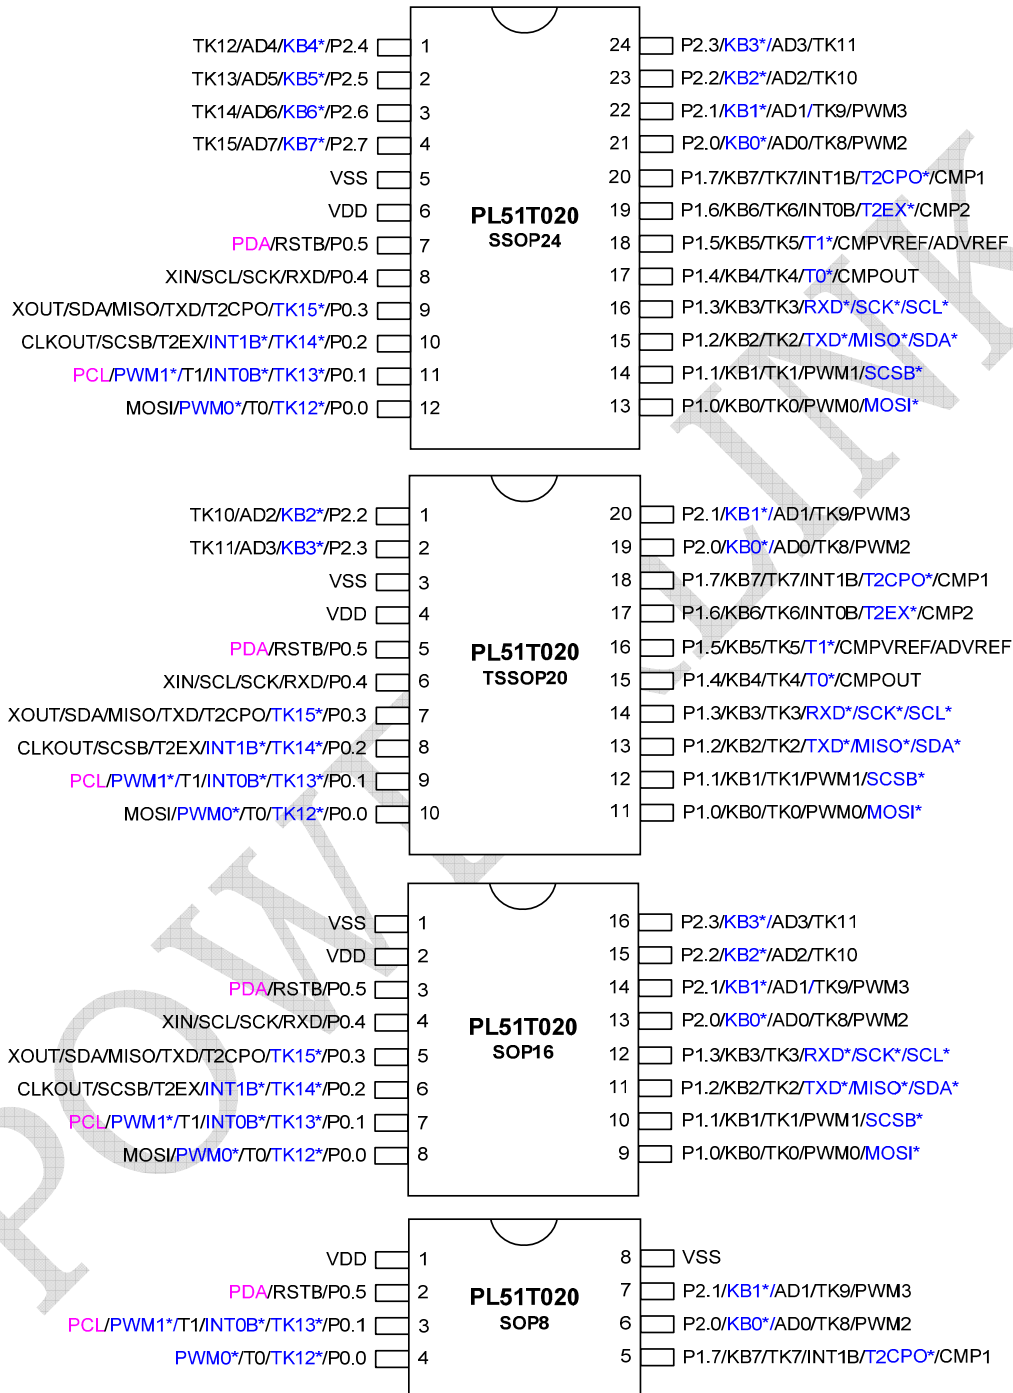 TK12/AD4/KB4*/P2.4 1 24 P2.3/KB3*/AD3/TK11
TK13/AD5/KB5*/P2.5 2 23 P2.2/KB2*/AD2/TK10
TK14/AD6/KB6*/P2.6 3 22 P2.1/KB1*/AD1/TK9/PWM3
TK15/AD7/KB7*/P2.7 4 21 P2.0/KB0*/AD0/TK8/PWM2
VSS 5 20 P1.7/KB7/TK7/INT1B/T2CPO*/CMP1
VDD 6 19 P1.6/KB6/TK6/INT0B/T2EX*/CMP2
PL51T020
SSOP24
PDA/RSTB/P0.5 7 18 P1.5/KB5/TK5/T1*/CMPVREF/ADVREF
XIN/SCL/SCK/RXD/P0.4 8 17 P1.4/KB4/TK4/T0*/CMPOUT
XOUT/SDA/MISO/TXD/T2CPO/TK15*/P0.3 9 16 P1.3/KB3/TK3/RXD*/SCK*/SCL*
CLKOUT/SCSB/T2EX/INT1B*/TK14*/P0.2 10 15 P1.2/KB2/TK2/TXD*/MISO*/SDA*
PCL/PWM1*/T1/INT0B*/TK13*/P0.1 11 14 P1.1/KB1/TK1/PWM1/SCSB*
MOSI/PWM0*/T0/TK12*/P0.0 12 13 P1.0/KB0/TK0/PWM0/MOSI*
TK10/AD2/KB2*/P2.2 1 20 P2.1/KB1*/AD1/TK9/PWM3
TK11/AD3/KB3*/P2.3 2 19 P2.0/KB0*/AD0/TK8/PWM2
VSS 3 18 P1.7/KB7/TK7/INT1B/T2CPO*/CMP1
VDD 4 17 P1.6/KB6/TK6/INT0B/T2EX*/CMP2
PDA/RSTB/P0.5 5 16 P1.5/KB5/TK5/T1*/CMPVREF/ADVREF
PL51T020
TSSOP20
XIN/SCL/SCK/RXD/P0.4 6 15 P1.4/KB4/TK4/T0*/CMPOUT
XOUT/SDA/MISO/TXD/T2CPO/TK15*/P0.3 7 14 P1.3/KB3/TK3/RXD*/SCK*/SCL*
CLKOUT/SCSB/T2EX/INT1B*/TK14*/P0.2 8 13 P1.2/KB2/TK2/TXD*/MISO*/SDA*
PCL/PWM1*/T1/INT0B*/TK13*/P0.1 9 12 P1.1/KB1/TK1/PWM1/SCSB*
MOSI/PWM0*/T0/TK12*/P0.0 10 11 P1.0/KB0/TK0/PWM0/MOSI*
VSS 1 16 P2.3/KB3*/AD3/TK11
VDD 2 15 P2.2/KB2*/AD2/TK10
PDA/RSTB/P0.5 3 14 P2.1/KB1*/AD1/TK9/PWM3
XIN/SCL/SCK/RXD/P0.4 4 13 P2.0/KB0*/AD0/TK8/PWM2
PL51T020
SOP16
XOUT/SDA/MISO/TXD/T2CPO/TK15*/P0.3 5 12 P1.3/KB3/TK3/RXD*/SCK*/SCL*
CLKOUT/SCSB/T2EX/INT1B*/TK14*/P0.2 6 11 P1.2/KB2/TK2/TXD*/MISO*/SDA*
PCL/PWM1*/T1/INT0B*/TK13*/P0.1 7 10 P1.1/KB1/TK1/PWM1/SCSB*
MOSI/PWM0*/T0/TK12*/P0.0 8 9 P1.0/KB0/TK0/PWM0/MOSI*
VDD 1 8 VSS
PDA/RSTB/P0.5 2 7 P2.1/KB1*/AD1/TK9/PWM3
PL51T020
SOP8
PCL/PWM1*/T1/INT0B*/TK13*/P0.1 3 6 P2.0/KB0*/AD0/TK8/PWM2
PWM0*/T0/TK12*/P0.0 4 5 P1.7/KB7/TK7/INT1B/T2CPO*/CMP1